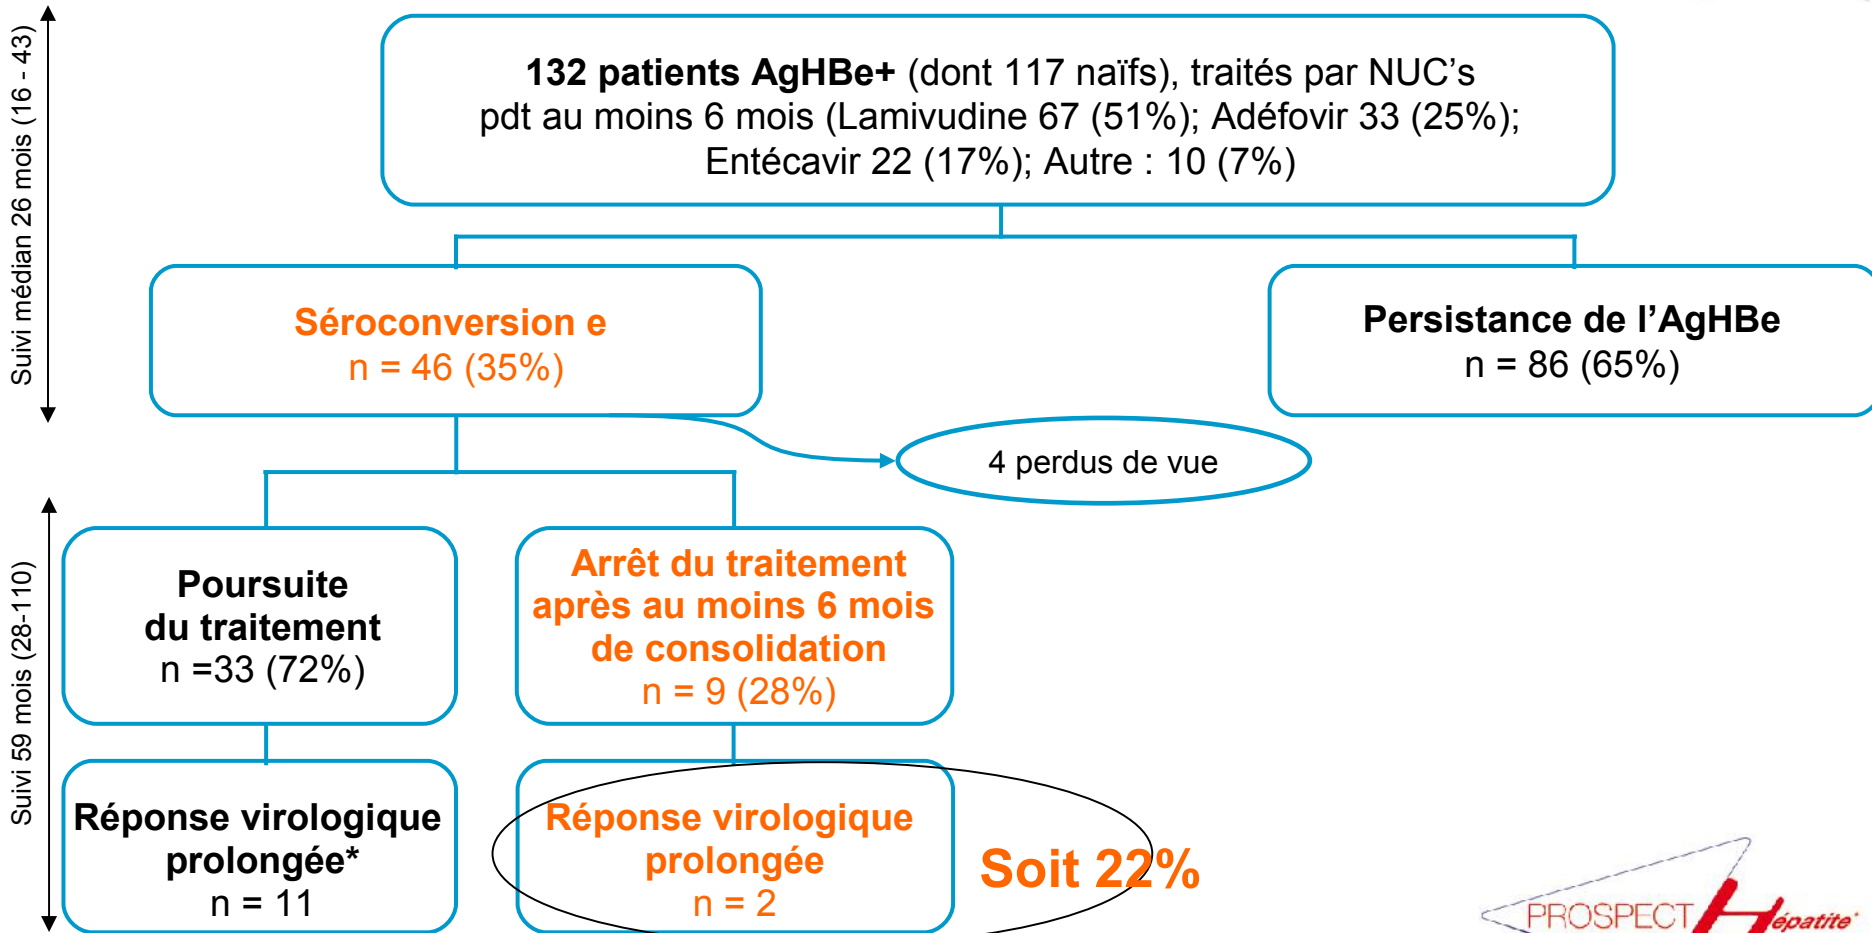 Suivi médian 26 mois (16 - 43)
132 patients AgHBe+ (dont 117 naïfs), traités par NUC's
pdt au moins 6 mois (Lamivudine 67 (51%); Adéfovir 33 (25%);
Entécavir 22 (17%); Autre : 10 (7%)
Séroconversion e
n = 46 (35%)
Persistance de l'AgHBe
n = 86 (65%)
4 perdus de vue
Suivi 59 mois (28-110)
Poursuite
du traitement
n =33 (72%)
Arrêt du traitement
après au moins 6 mois
de consolidation
n = 9 (28%)
Réponse virologique
prolongée*
n = 11
Réponse virologique
prolongée
n = 2
Soit 22%
PROSPECT Hépatite*